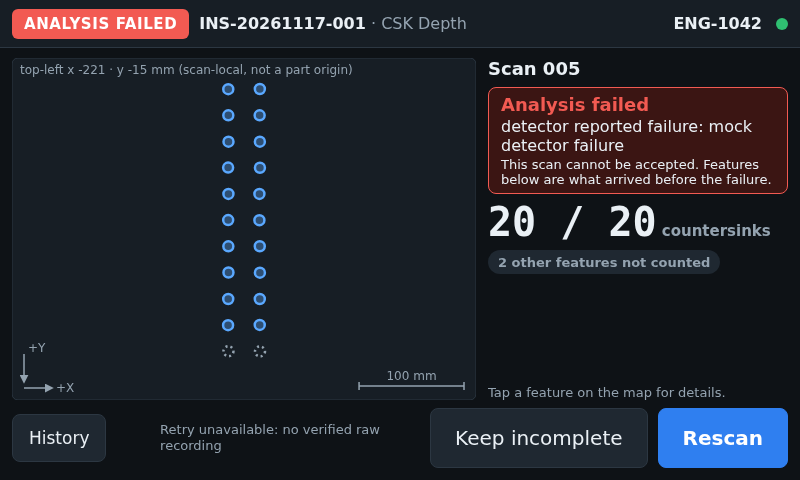 ANALYSIS FAILED INS-20261117-001 · CSK Depth ENG-1042
top-left x -221 · y -15 mm (scan-local, not a part origin)
+Y
+X
100 mm
Scan 005
Analysis failed
detector reported failure: mock
detector failure
This scan cannot be accepted. Features
below are what arrived before the failure.
20 / 20 countersinks
2 other features not counted
Tap a feature on the map for details.
History
Retry unavailable: no verified raw
recording
Keep incomplete
Rescan